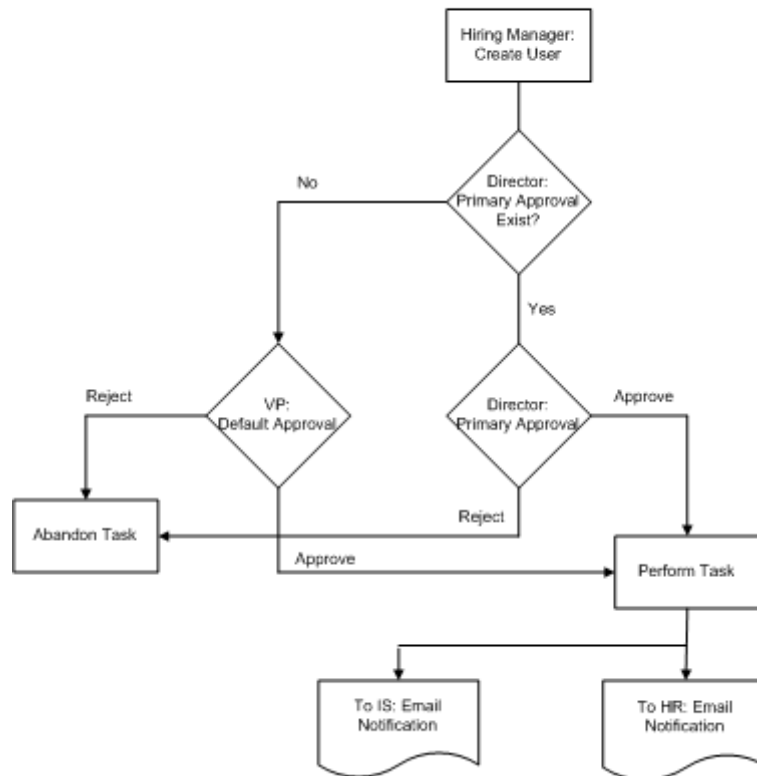 Hiring Manager:
Create User
No
Director:
Primary Approval
Exist?
Yes
Reject
VP:
Default Approval
Director:
Primary Approval
Approve
Abandon Task
Reject
Approve
Perform Task
To IS: Email
Notification
To HR: Email
Notification